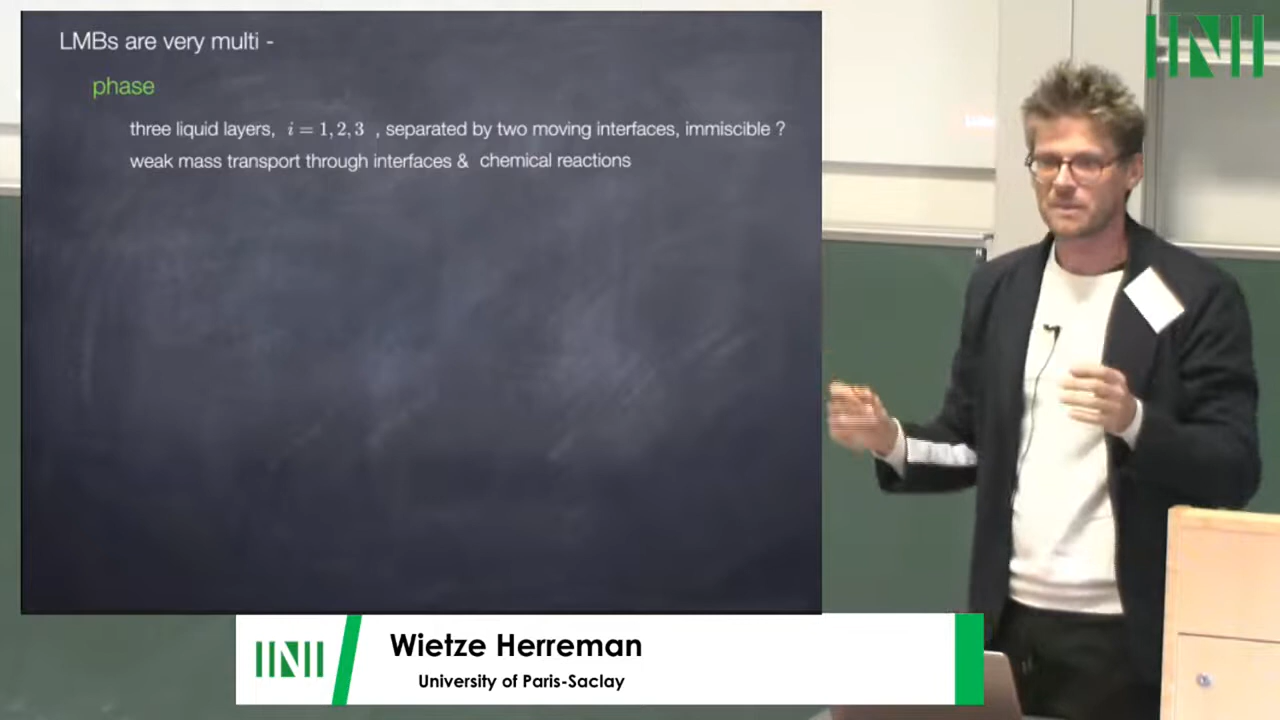 LMBs are very multi -
phase
three liquid layers, i = 1, 2, 3 , separated by two moving interfaces, immiscible ?
weak mass transport through interfaces & chemical reactions
Wietze Herreman
University of Paris-Saclay